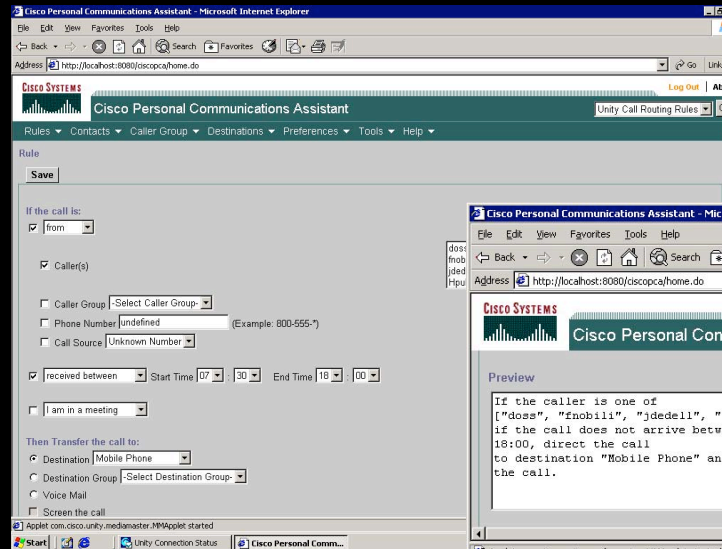 Cisco Personal Communications Assistant - Microsoft Internet Explorer
File Edit View Favorites Tools Help
Back Search Favorites
Address http://localhost:8080/ciscopca/home.do Go Link
CISCO SYSTEMS
Log Out | Ab
Cisco Personal Communications Assistant
Unity Call Routing Rules
Rules Contacts Caller Group Destinations Preferences Tools Help
Rule
Save
If the call is:
from
Caller(s)
doss
fnob
jded
Hpu
Caller Group -Select Caller Group-
Phone Number undefined (Example: 800-555-*)
Call Source Unknown Number
received between Start Time 07 : 30 End Time 18 : 00
I am in a meeting
Then Transfer the call to:
Destination Mobile Phone
Destination Group -Select Destination Group-
Voice Mail
Screen the call
Applet com.cisco.unity.mediamaster.MMApplet started
Start Unity Connection Status Cisco Personal Comm...
Cisco Personal Communications Assistant - Mic
File Edit View Favorites Tools Help
Back Search
Address http://localhost:8080/ciscopca/home.do
CISCO SYSTEMS
Cisco Personal Con
Preview
If the caller is one of
["doss", "fnobili", "jdedell", "
if the call does not arrive betw
18:00, direct the call
to destination "Mobile Phone" an
the call.